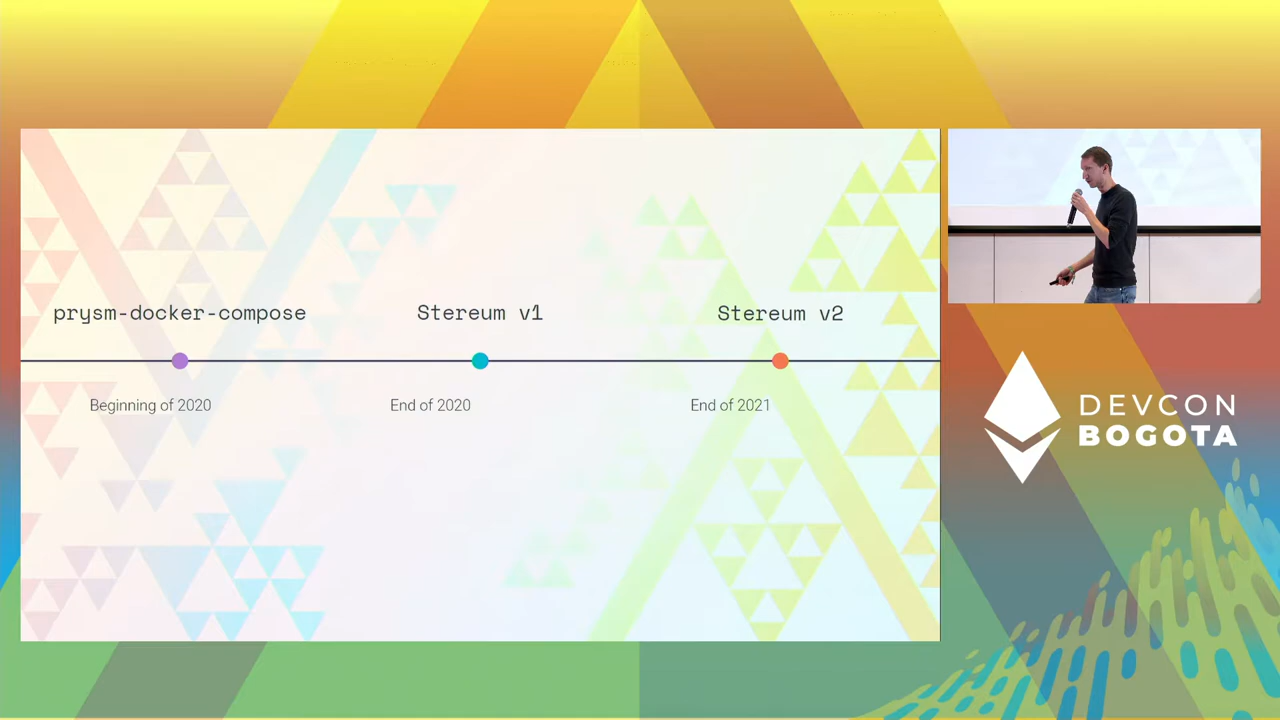 prysm-docker-compose
Stereum v1
Stereum v2
Beginning of 2020
End of 2020
End of 2021
DEVCON
BOGOTA